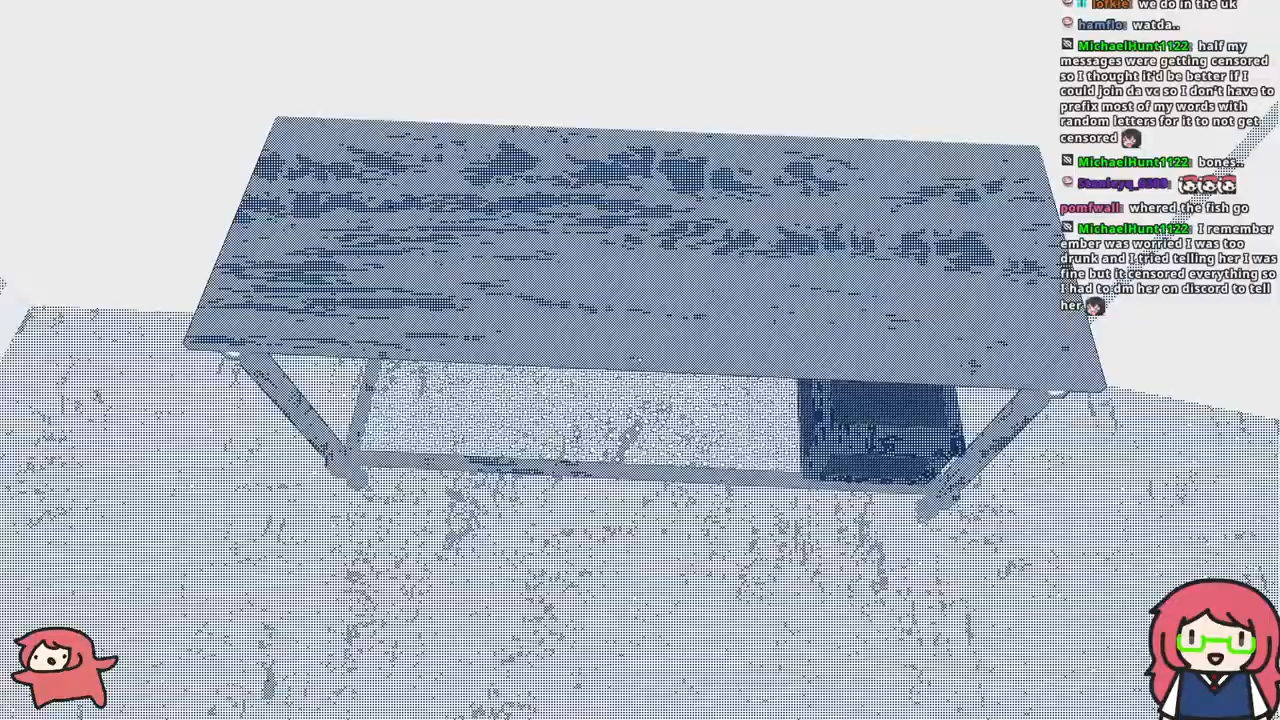 lofkie: we do in the uk
hamflo: watda..
MichaelHunt1122: half my
messages were getting censored
so I thought it'd be better if I
could join da vc so I don't have to
prefix most of my words with
random letters for it to not get
censored
MichaelHunt1122: bones..
pomfwall: whered the fish go
MichaelHunt1122: I remember
ember was worried I was too
drunk and I tried telling her I was
fine but it censored everything so
I had to dm her on discord to tell
her